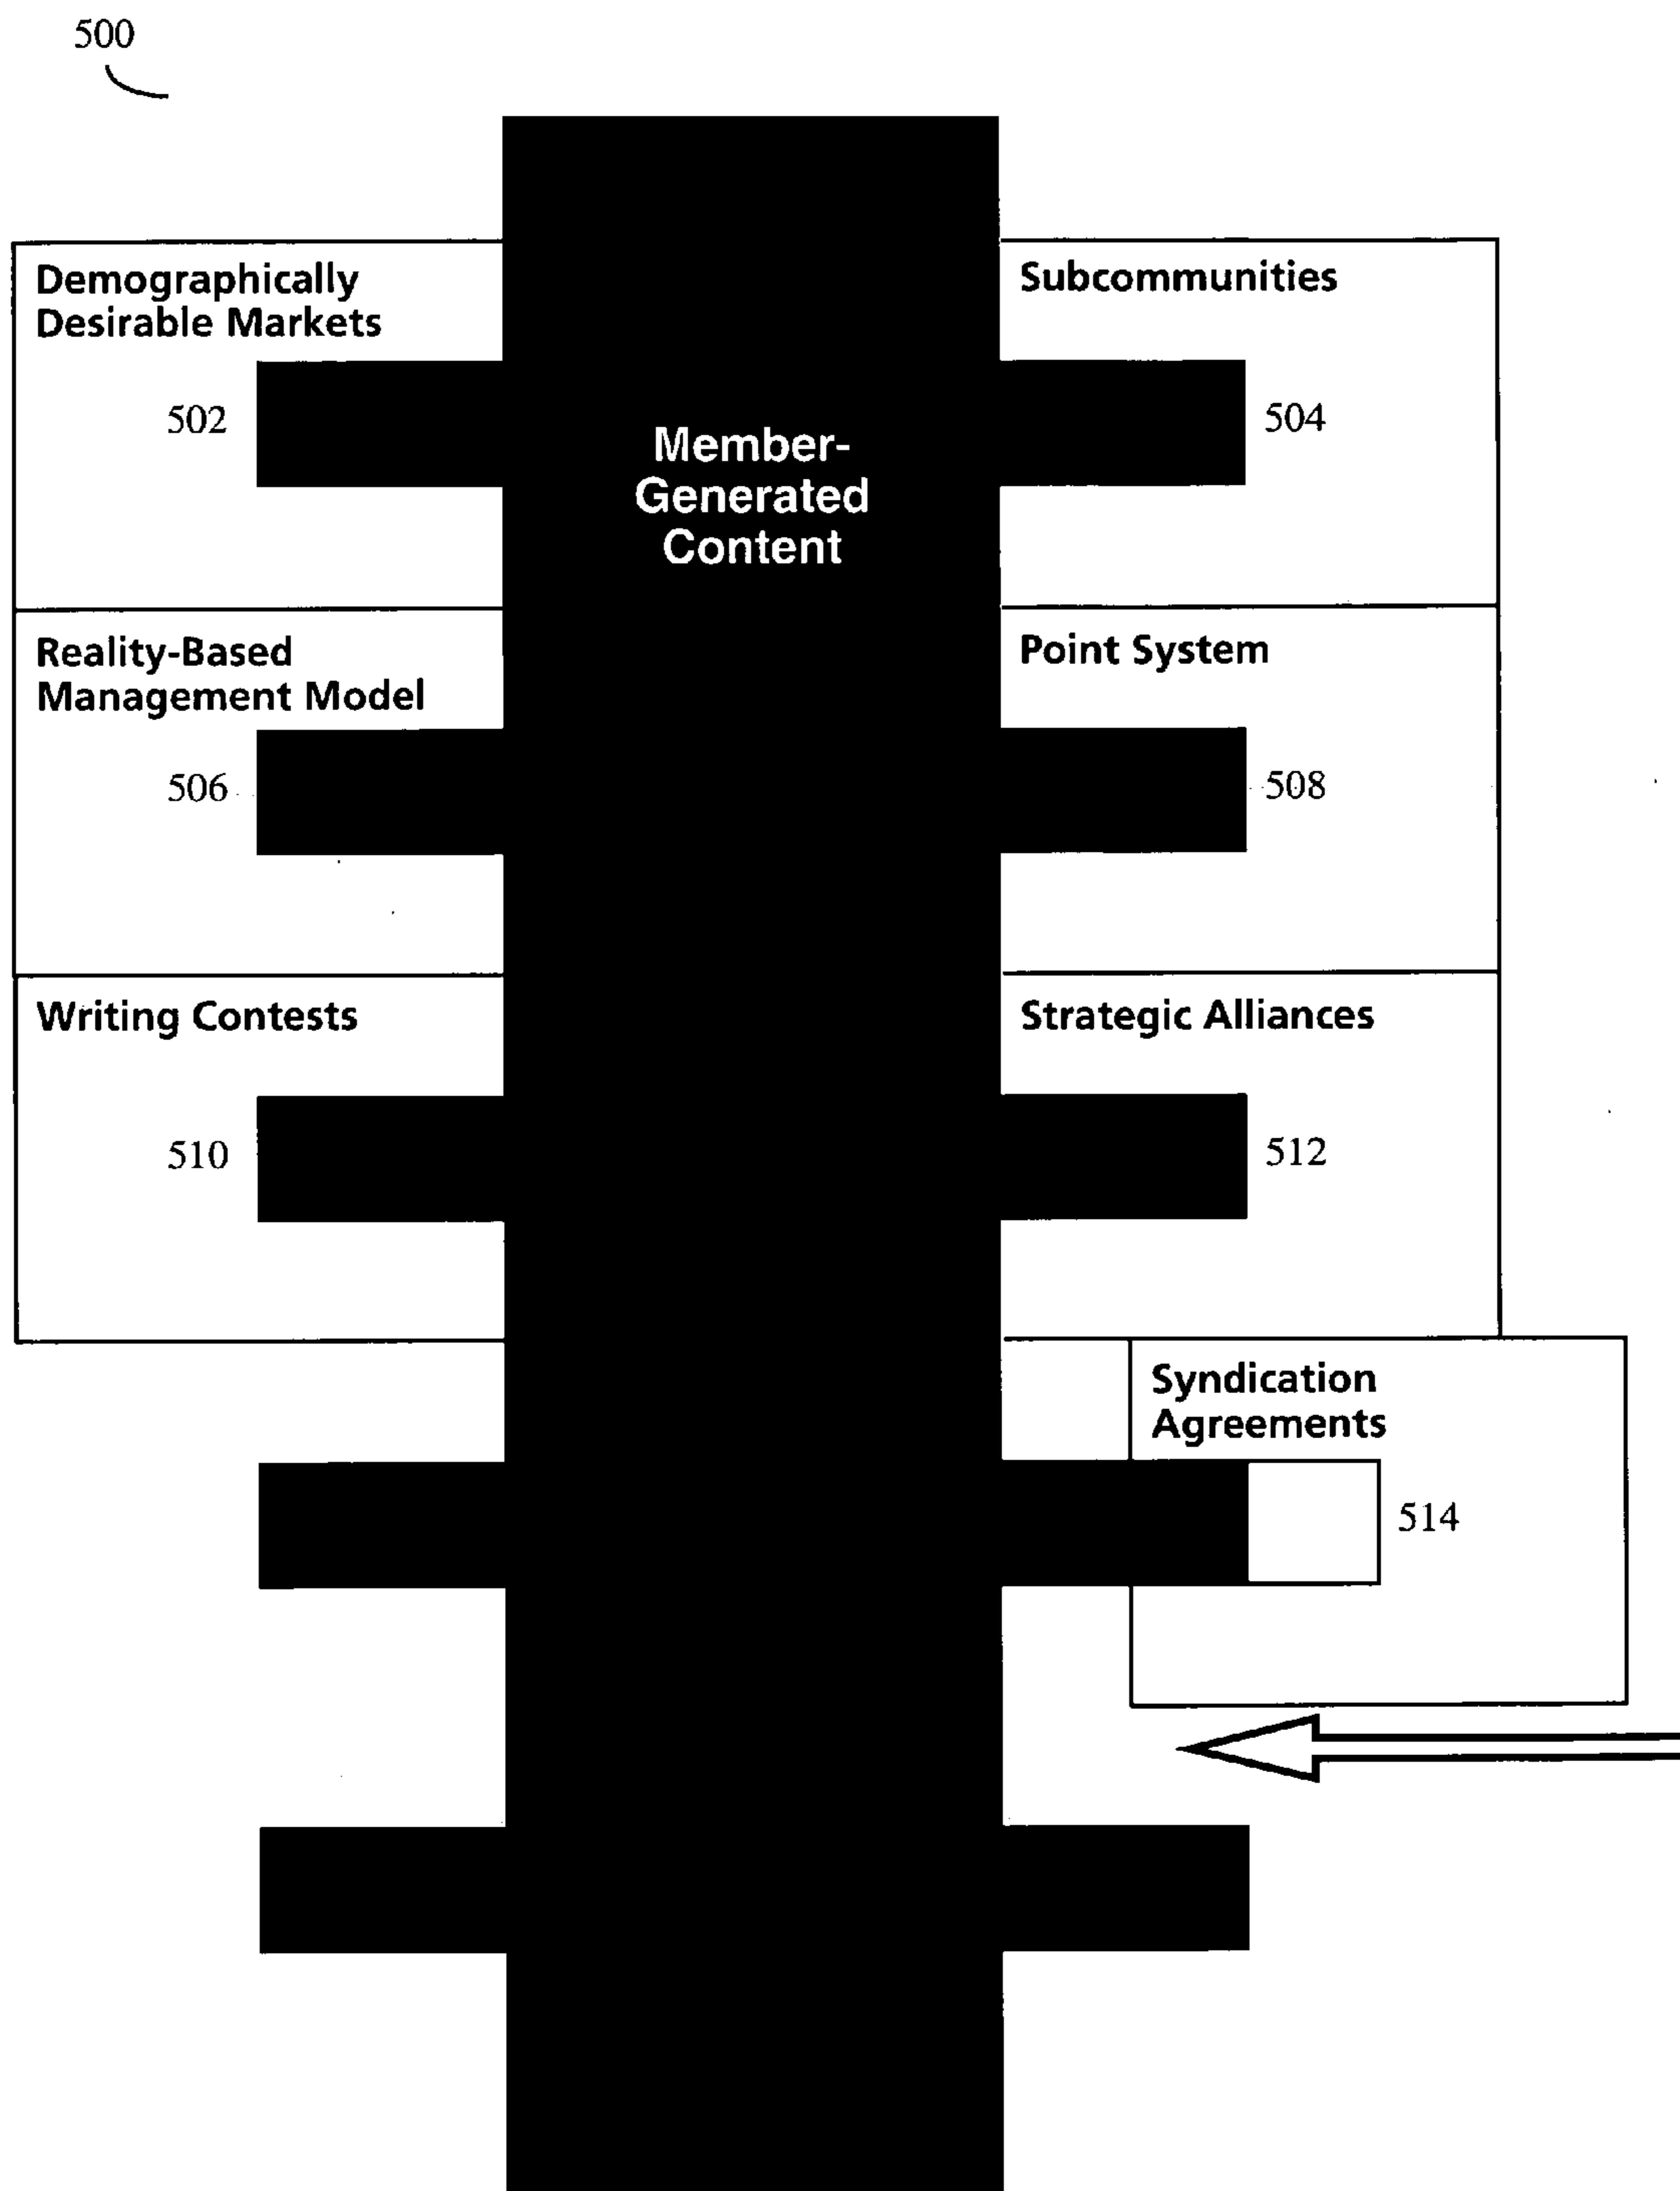 500
Demographically
Desirable Markets
502
Member-
Generated
Content
Subcommunities
504
Reality-Based
Management Model
506
Point System
508
Writing Contests
510
Strategic Alliances
512
Syndication
Agreements
514